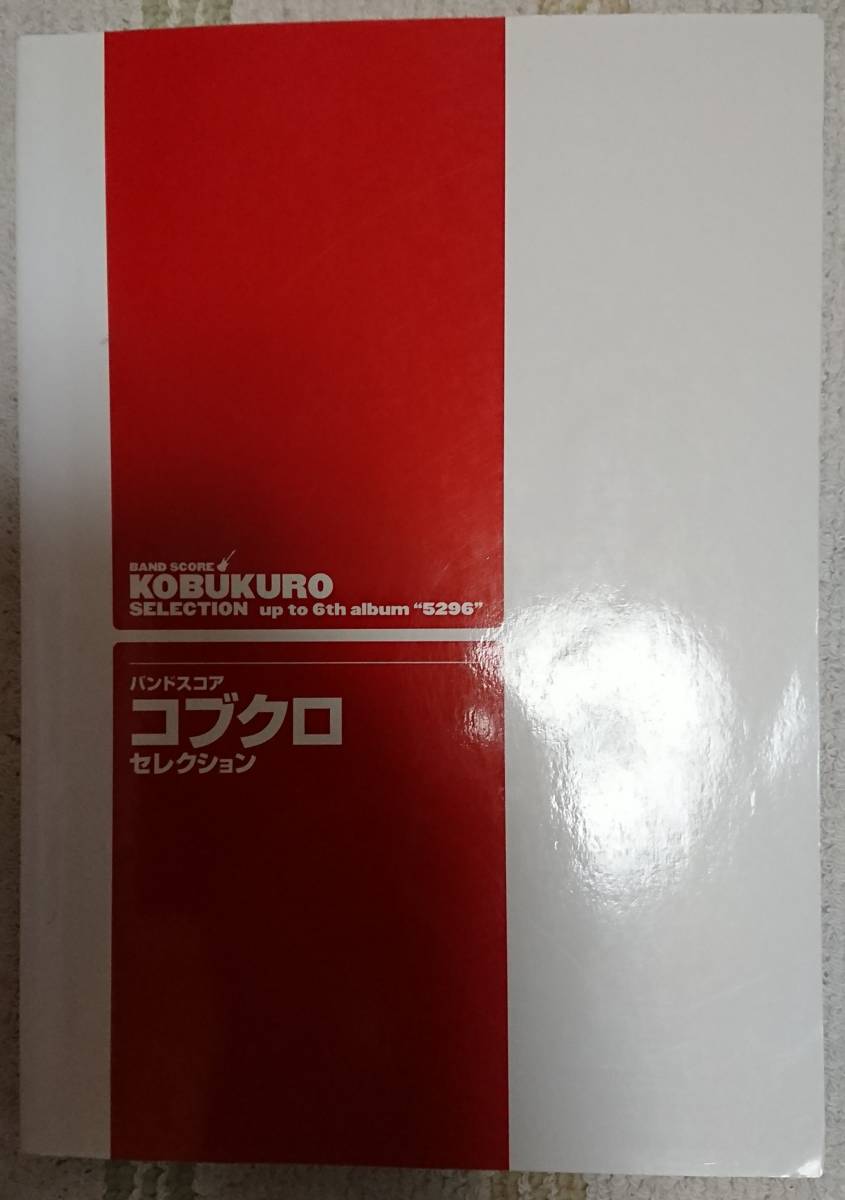 BAND SCORE
KOBUKURO
SELECTION up to 6th album “5296”
バンドスコア
コブクロ
セレクション